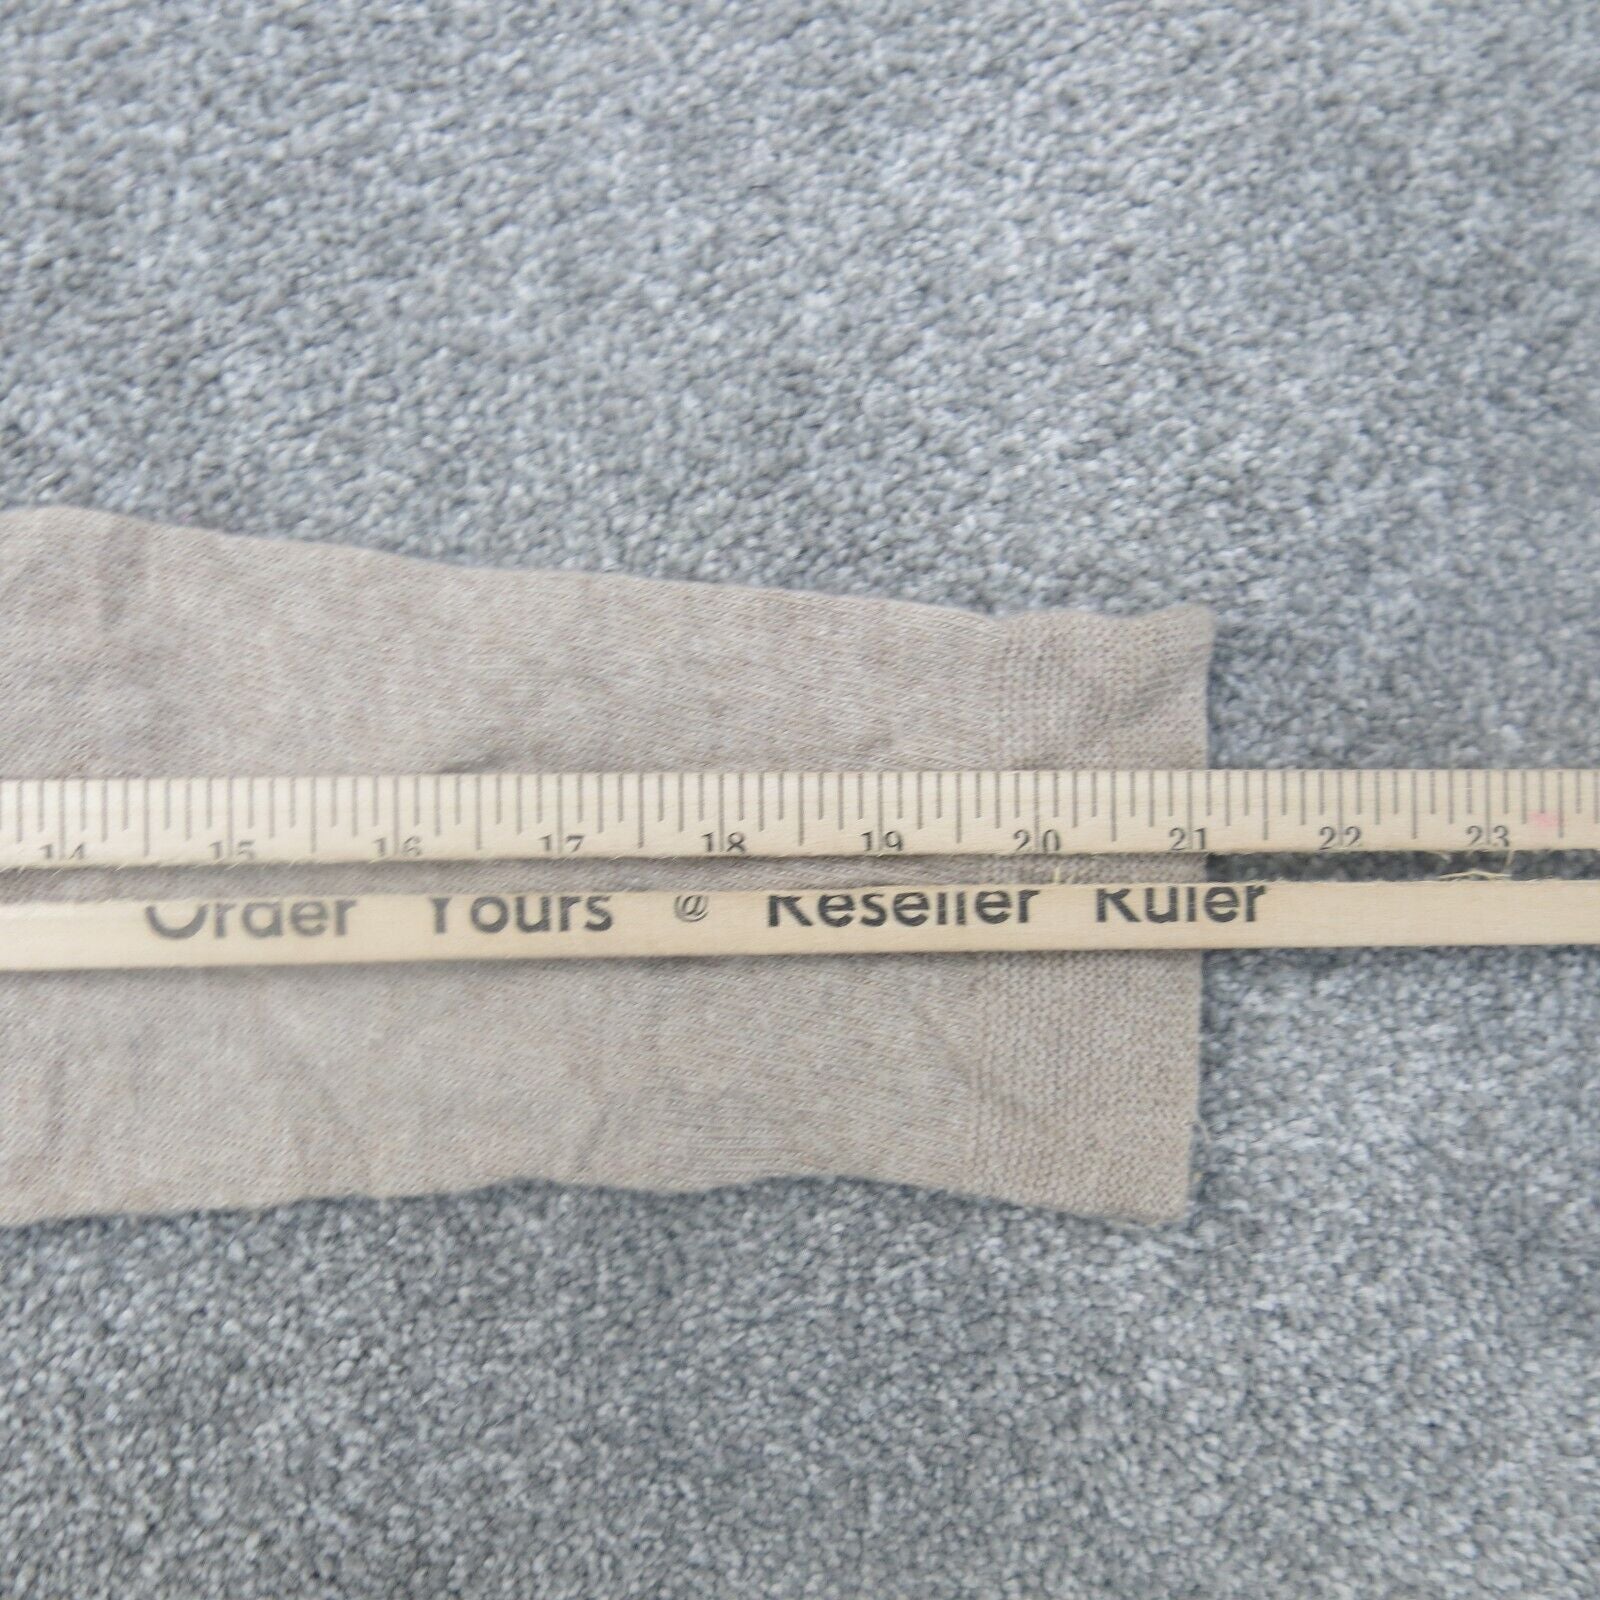 14 15 16 17 18 19 20 21 22 23
Order Yours @ Reseller Ruler